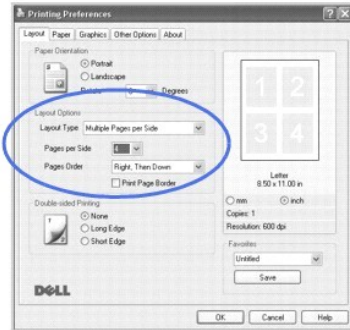 Printing Preferences
Layout Paper Graphics Other Options About
Paper Orientation
Portrait
Landscape
Rotate 0 Degrees
Layout Options
Layout Type Multiple Pages per Side
Pages per Side 4
Pages Order Right, Then Down
Print Page Border
Double-sided Printing
None
Long Edge
Short Edge
1 2
3 4
Letter
8.50 x 11.00 in
mm inch
Copies: 1
Resolution: 600 dpi
Favorites
Untitled
Save
DELL
OK Cancel Help